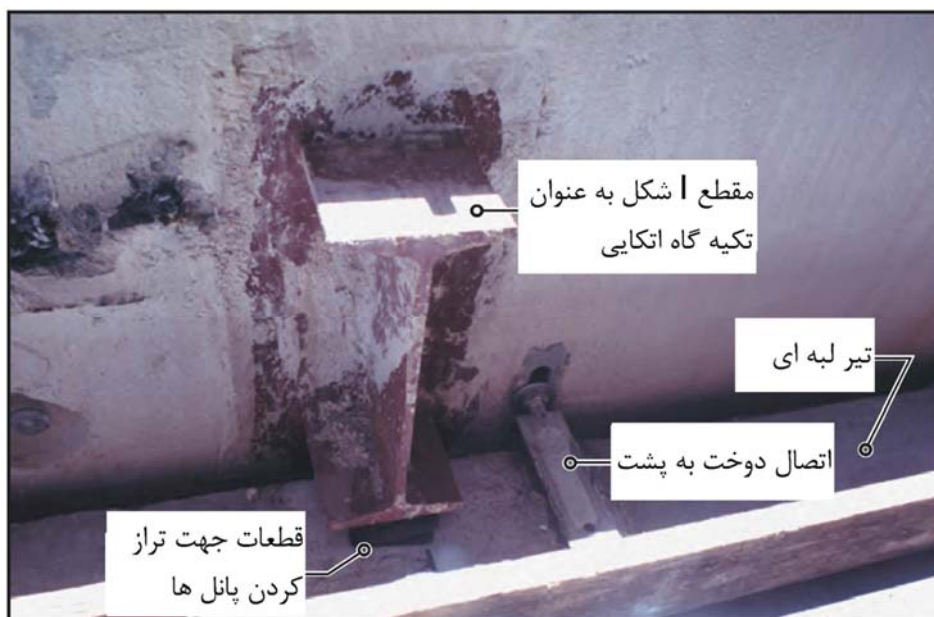 مقطع I شکل به عنوان
تکیه گاه اتکایی
تیر لبه ای
اتصال دوخت به پشت
قطعات جهت تراز
کردن پانل ها